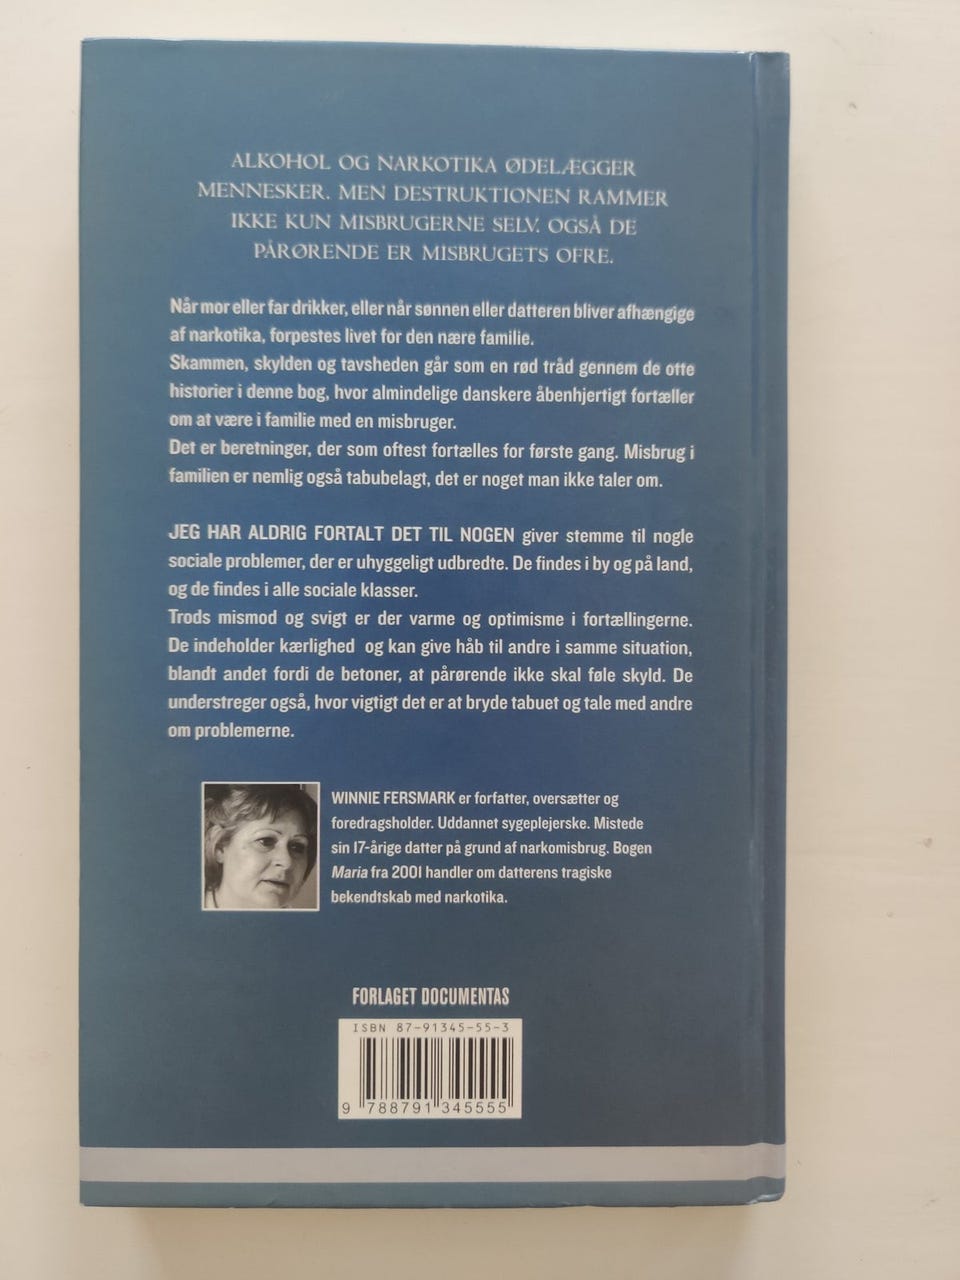 ALKOHOL OG NARKOTIKA ØDELÆGGER
MENNESKER. MEN DESTRUKTIONEN RAMMER
IKKE KUN MISBRUGERNE SELV. OGSÅ DE
PÅRØRENDE ER MISBRUGETS OFRE.
Når mor eller far drikker, eller når sønnen eller datteren bliver afhængige
af narkotika, forpestes livet for den nære familie.
Skammen, skylden og tavsheden går som en rød tråd gennem de otte
historier i denne bog, hvor almindelige danskere åbenhjertigt fortæller
om at være i familie med en misbruger.
Det er beretninger, der som oftest fortælles for første gang. Misbrug i
familien er nemlig også tabubelagt, det er noget man ikke taler om.
JEG HAR ALDRIG FORTALT DET TIL NOGEN giver stemme til nogle
sociale problemer, der er uhyggeligt udbredte. De findes i by og på land,
og de findes i alle sociale klasser.
Trods mismod og svigt er der varme og optimisme i fortællingerne.
De indeholder kærlighed og kan give håb til andre i samme situation,
blandt andet fordi de betoner, at pårørende ikke skal føle skyld. De
understreger også, hvor vigtigt det er at bryde tabuet og tale med andre
om problemerne.
WINNIE FERSMARK er forfatter, oversætter og
foredragsholder. Uddannet sygeplejerske. Mistede
sin 17-årige datter på grund af narkomisbrug. Bogen
Maria fra 2001 handler om datterens tragiske
bekendtskab med narkotika.
FORLAGET DOCUMENTAS
ISBN 87-91345-55-3
9 788791 345555